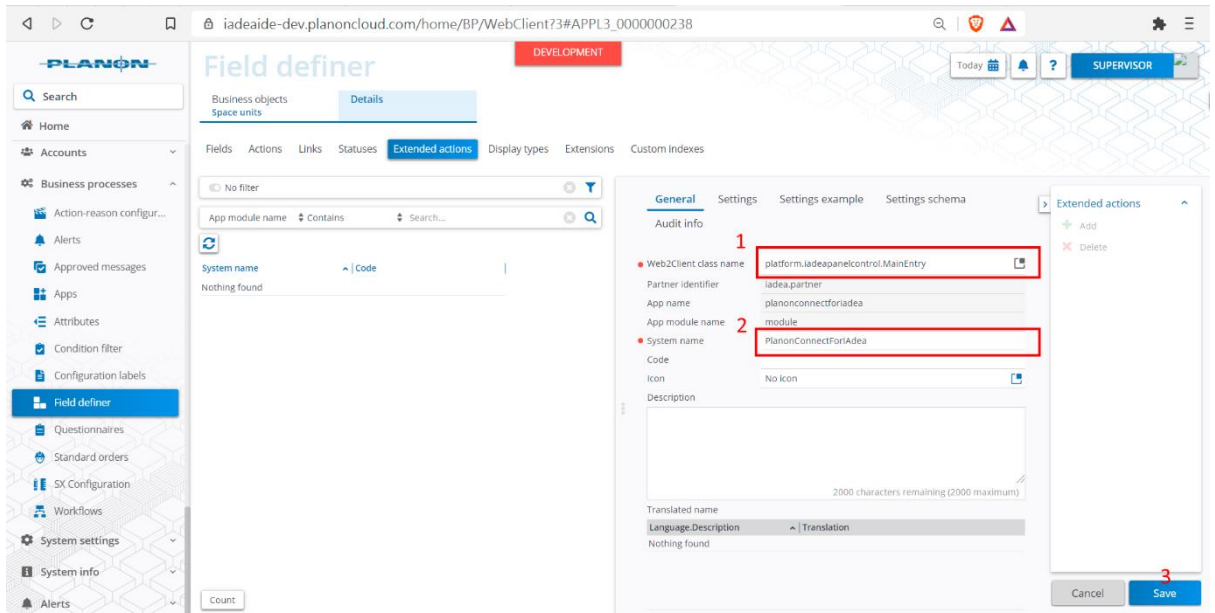 iadeaide-dev.planoncloud.com/home/BP/WebClient?3#APPL3_0000000238
PLANON
Search
Home
Accounts
Business processes
Action-reason configur...
Alerts
Approved messages
Apps
Attributes
Condition filter
Configuration labels
Field definer
Questionnaires
Standard orders
SX Configuration
Workflows
System settings
System info
Alerts
Field definer
DEVELOPMENT
Today
?
SUPERVISOR
Business objects
Space units
Details
Fields Actions Links Statuses Extended actions Display types Extensions Custom indexes
No filter
App module name Contains Search...
System name Code
Nothing found
Count
General Settings Settings example Settings schema
Audit info
1
Web2Client class name platform.iadeapanelcontrol.MainEntry
Partner identifier iadea.partner
App name planonconnectforiadea
App module name module
2
System name PlanonConnectForIAdea
Code
Icon No icon
Description
2000 characters remaining (2000 maximum)
Translated name
Language.Description Translation
Nothing found
Extended actions
Add
Delete
3
Cancel Save